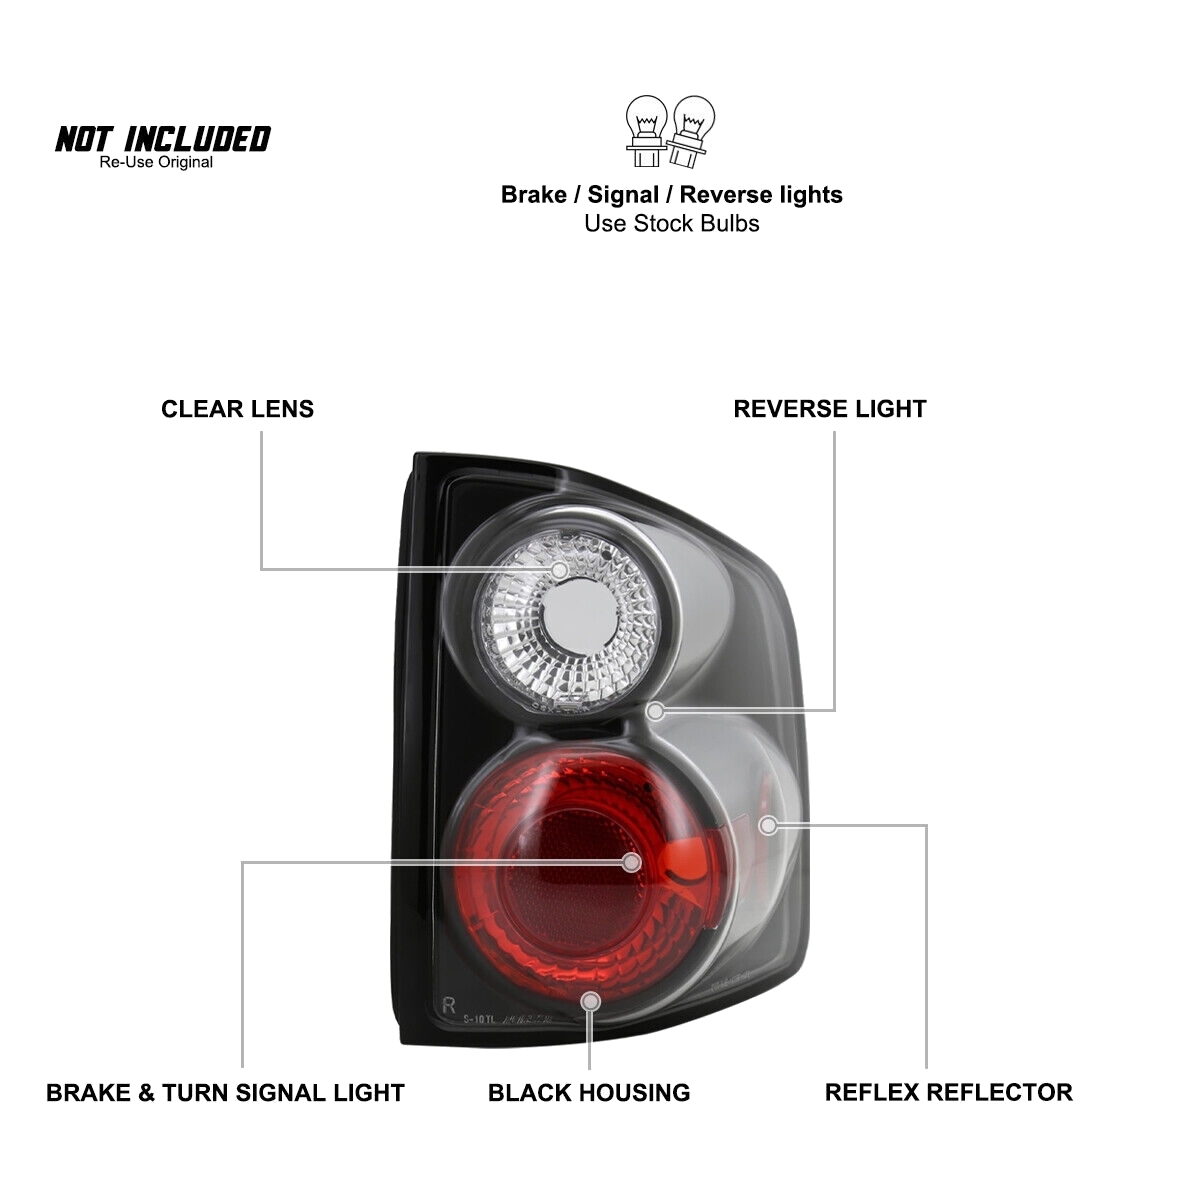 NOT INCLUDED
Re-Use Original
Brake / Signal / Reverse lights
Use Stock Bulbs
CLEAR LENS
REVERSE LIGHT
R
S-10 TL
BRAKE & TURN SIGNAL LIGHT
BLACK HOUSING
REFLEX REFLECTOR